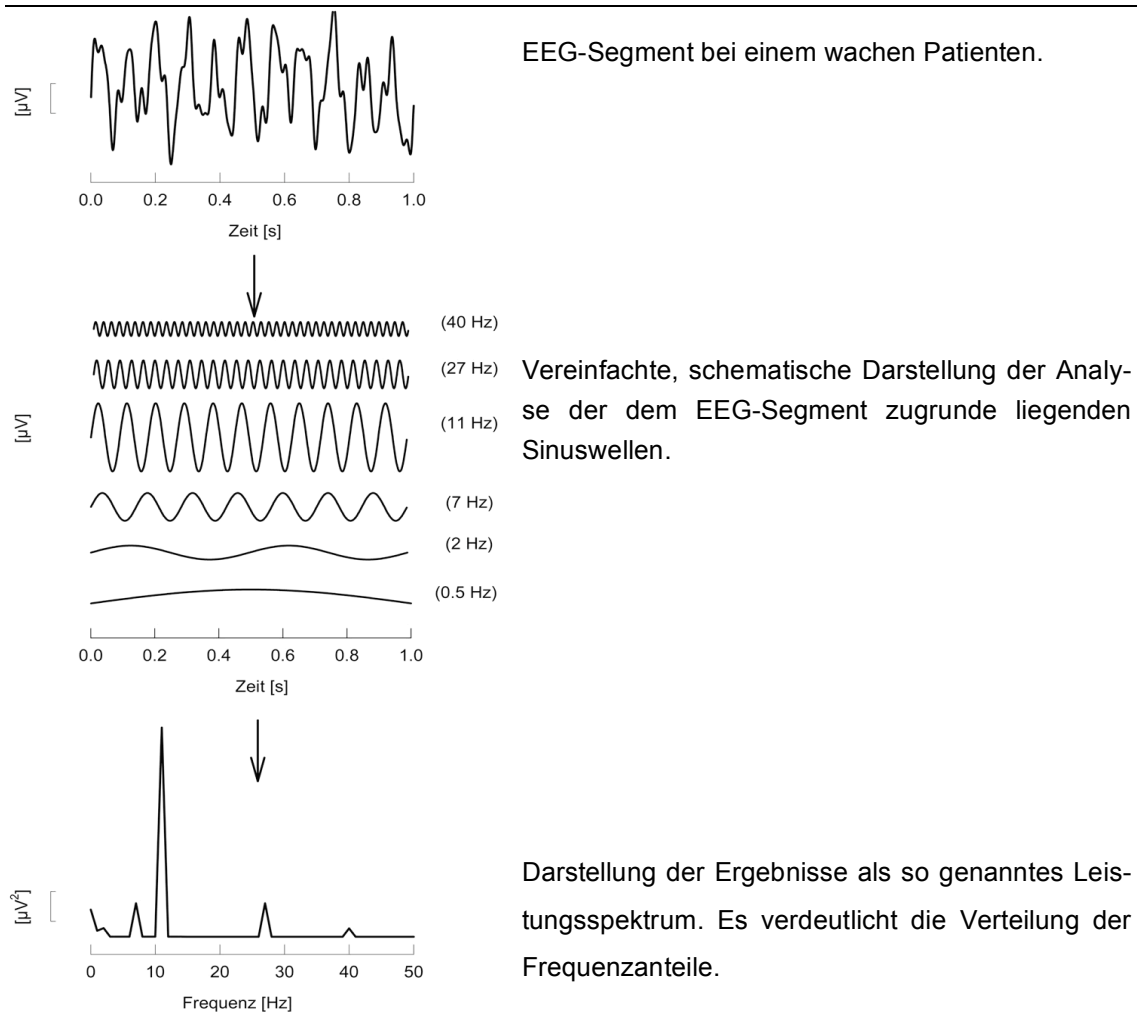 EEG-Segment bei einem wachen Patienten.
[µV]
0.0 0.2 0.4 0.6 0.8 1.0
Zeit [s]
(40 Hz)
(27 Hz)
(11 Hz)
(7 Hz)
(2 Hz)
(0.5 Hz)
[µV]
Vereinfachte, schematische Darstellung der Analy-
se der dem EEG-Segment zugrunde liegenden
Sinuswellen.
0.0 0.2 0.4 0.6 0.8 1.0
Zeit [s]
[µV²]
Darstellung der Ergebnisse als so genanntes Leis-
tungsspektrum. Es verdeutlicht die Verteilung der
Frequenzanteile.
0 10 20 30 40 50
Frequenz [Hz]